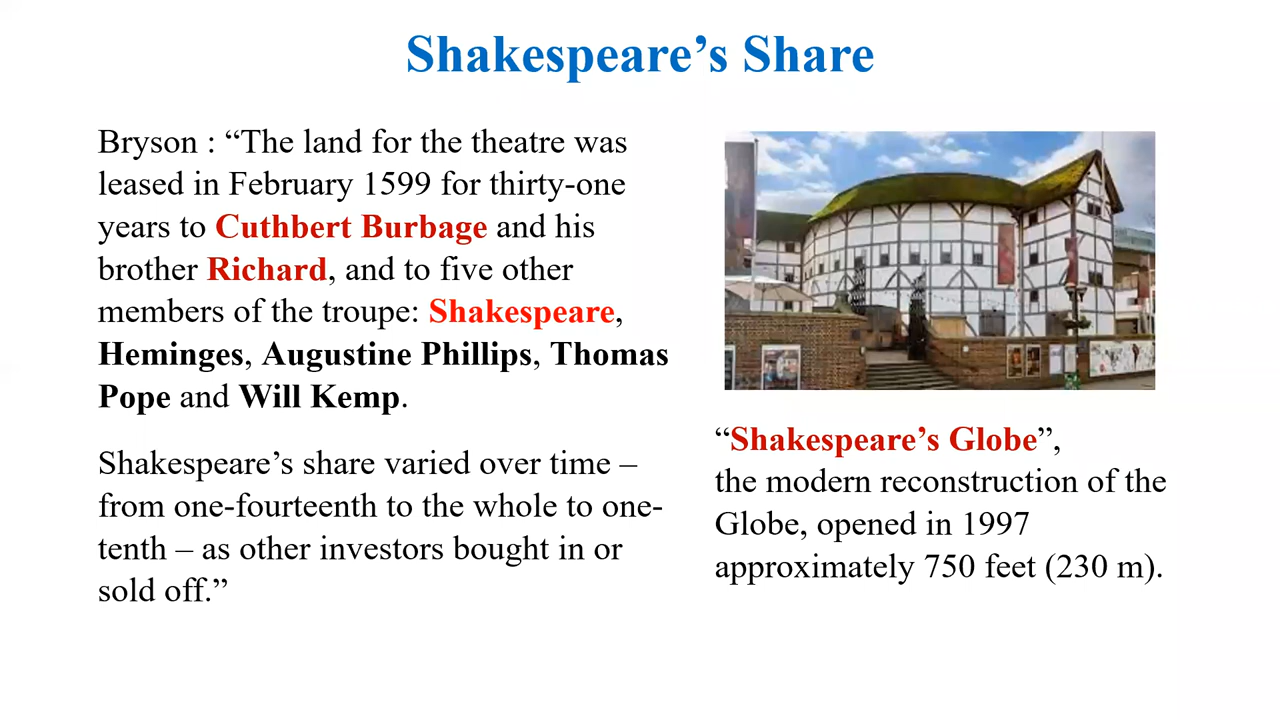 Shakespeare’s Share
Bryson : “The land for the theatre was
leased in February 1599 for thirty-one
years to Cuthbert Burbage and his
brother Richard, and to five other
members of the troupe: Shakespeare,
Heminges, Augustine Phillips, Thomas
Pope and Will Kemp.
Shakespeare’s share varied over time –
from one-fourteenth to the whole to one-
tenth – as other investors bought in or
sold off.”
“Shakespeare’s Globe”,
the modern reconstruction of the
Globe, opened in 1997
approximately 750 feet (230 m).